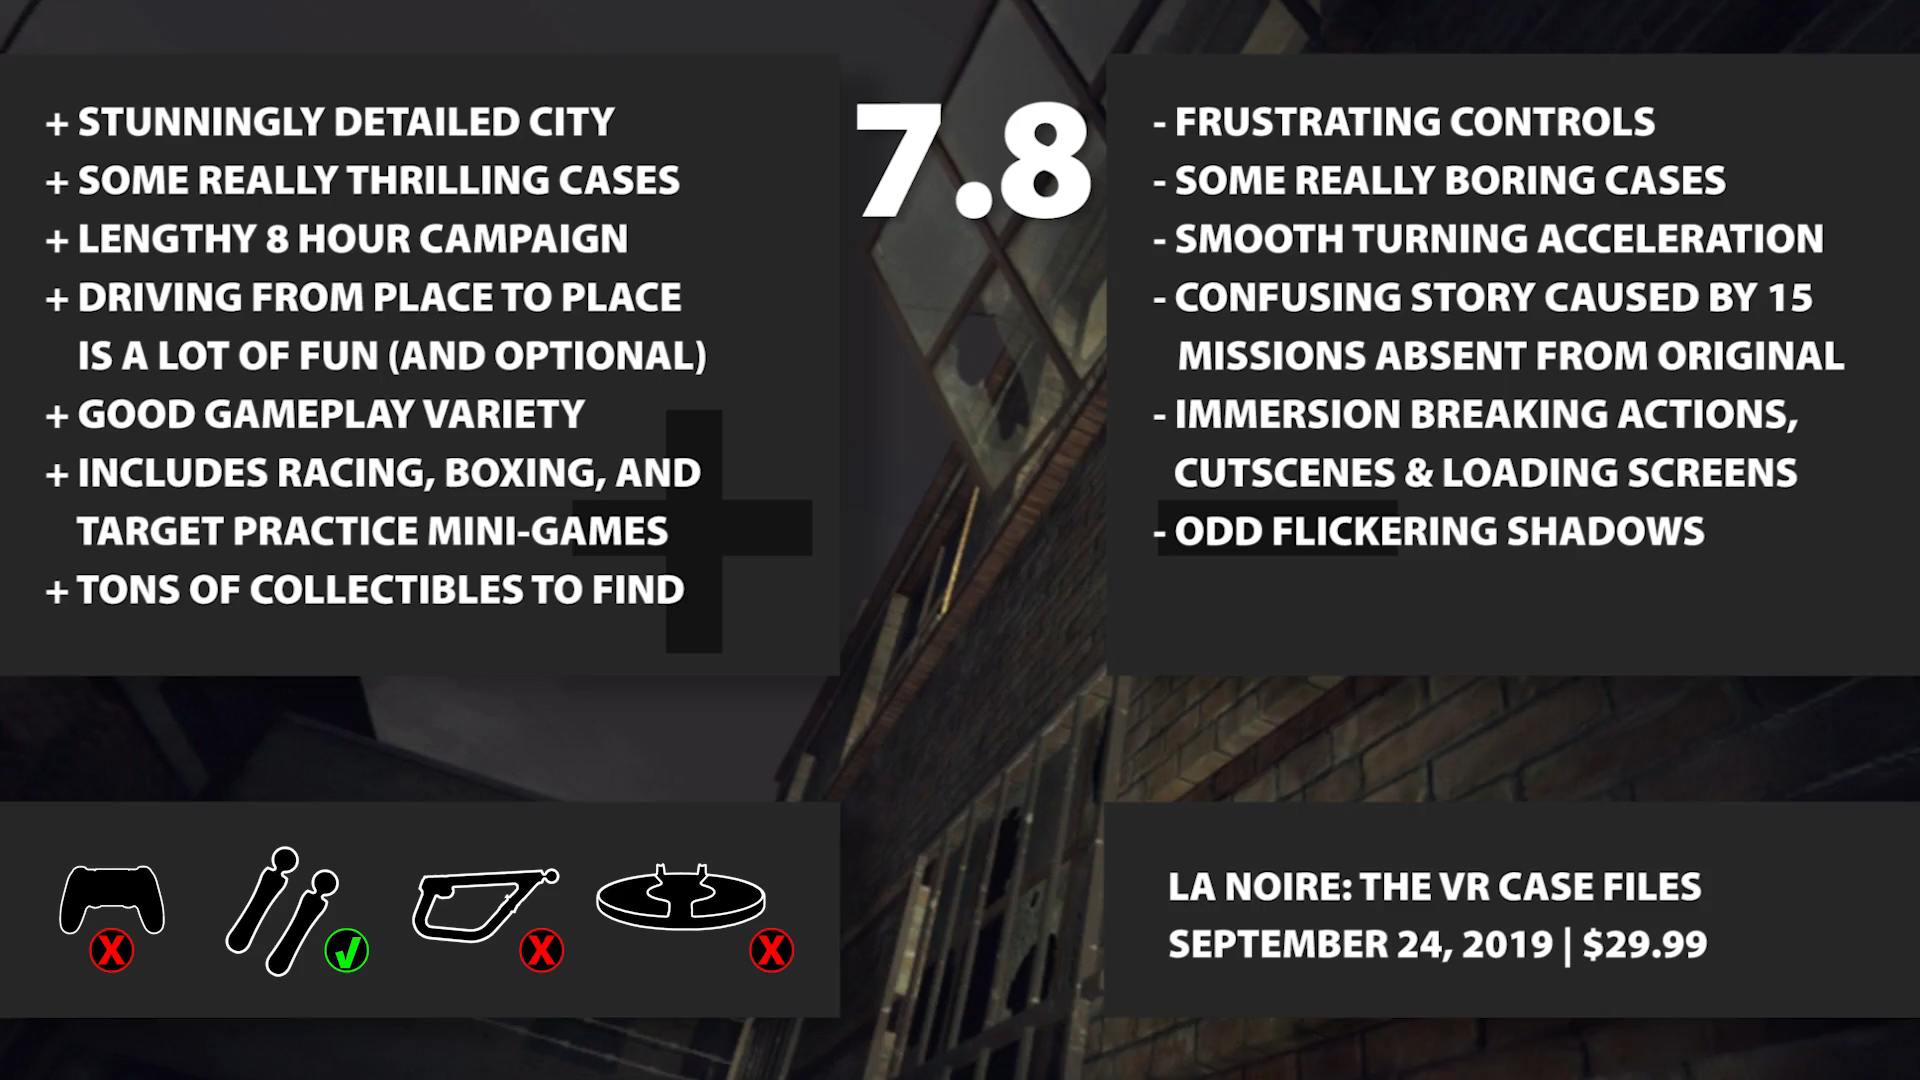 + STUNNINGLY DETAILED CITY
+ SOME REALLY THRILLING CASES
+ LENGTHY 8 HOUR CAMPAIGN
+ DRIVING FROM PLACE TO PLACE
IS A LOT OF FUN (AND OPTIONAL)
+ GOOD GAMEPLAY VARIETY
+ INCLUDES RACING, BOXING, AND
TARGET PRACTICE MINI-GAMES
+ TONS OF COLLECTIBLES TO FIND
7.8
- FRUSTRATING CONTROLS
- SOME REALLY BORING CASES
- SMOOTH TURNING ACCELERATION
- CONFUSING STORY CAUSED BY 15
MISSIONS ABSENT FROM ORIGINAL
- IMMERSION BREAKING ACTIONS,
CUTSCENES & LOADING SCREENS
- ODD FLICKERING SHADOWS
X
X
X
LA NOIRE: THE VR CASE FILES
SEPTEMBER 24, 2019 | $29.99